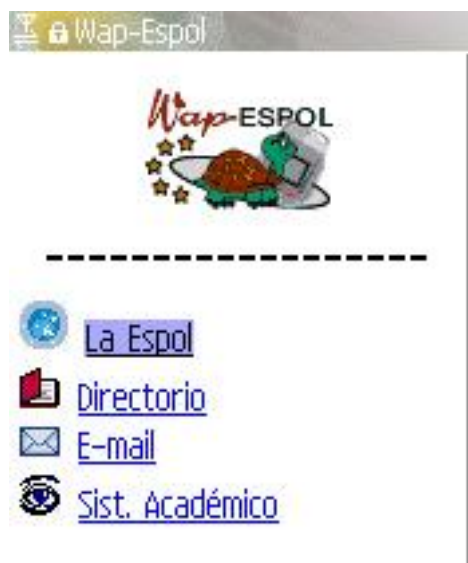 Wap-Espol
Wap-ESPOL
La Espol
Directorio
E-mail
Sist. Académico